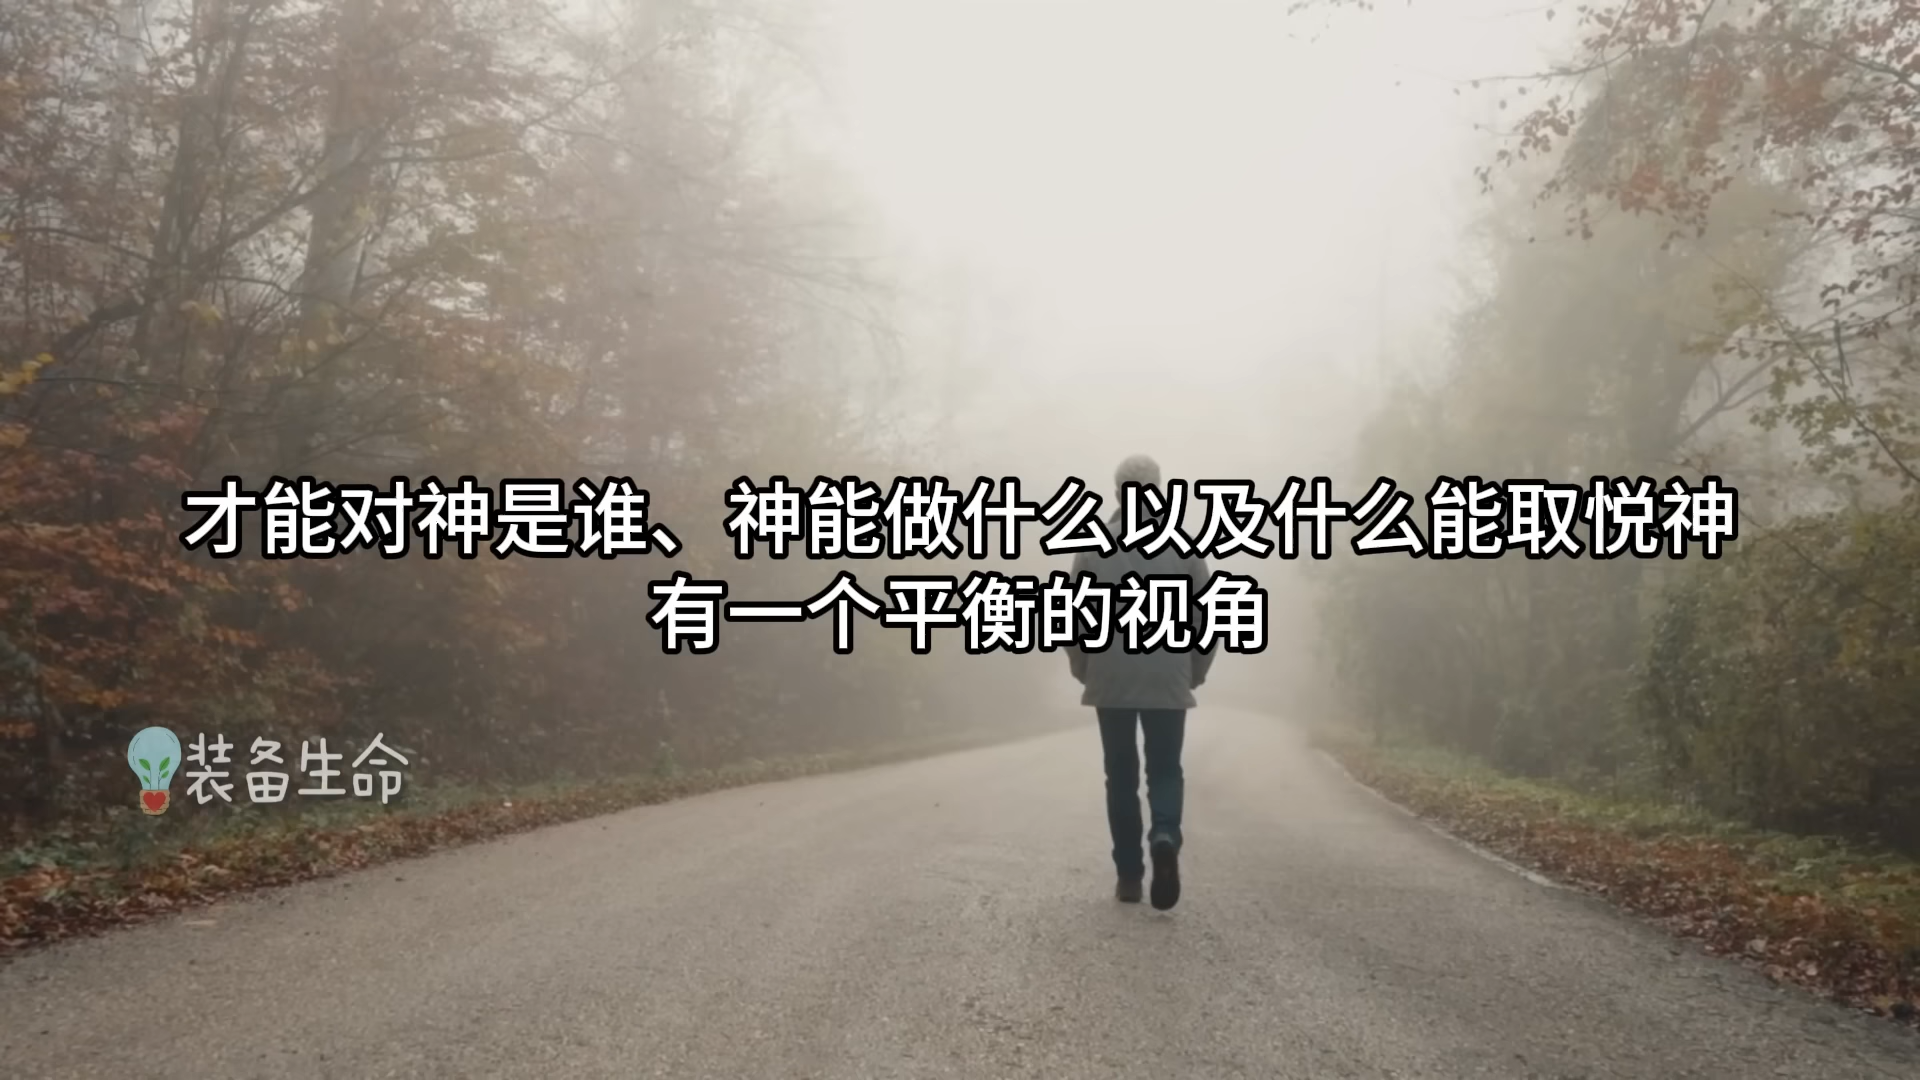 才能对神是谁、神能做什么以及什么能取悦神
有一个平衡的视角
装备生命